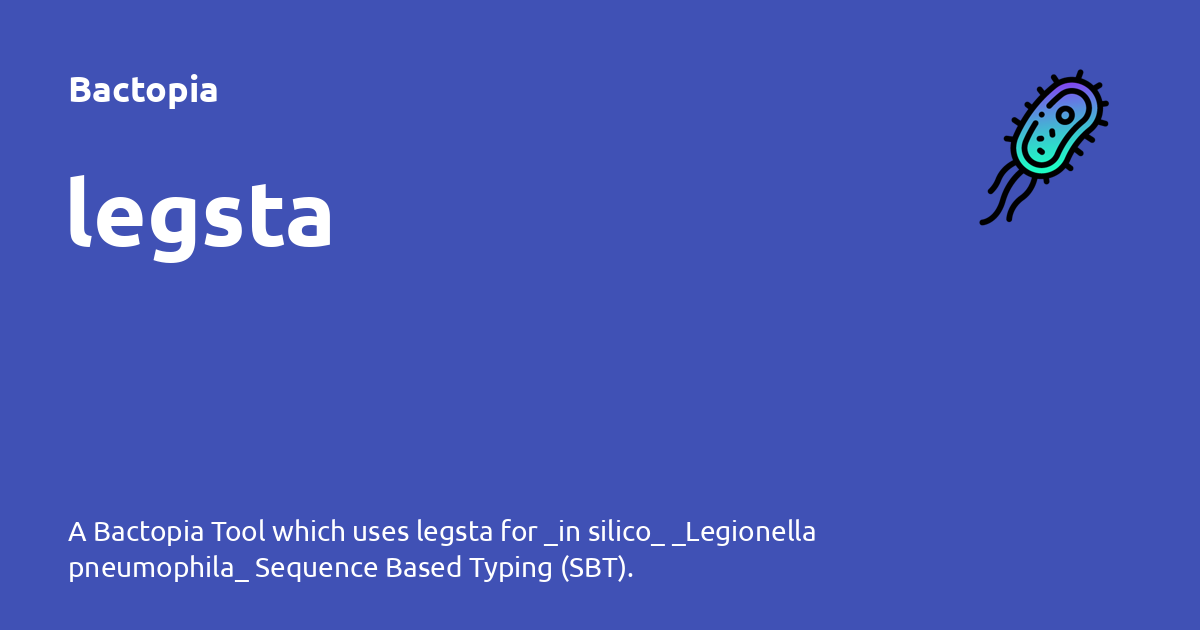 Bactopia
legsta
A Bactopia Tool which uses legsta for _in silico_ _Legionella
pneumophila_ Sequence Based Typing (SBT).